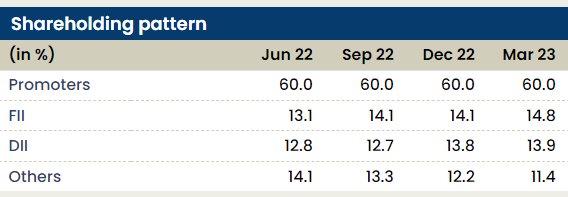 Shareholding pattern
(in %) Jun 22 Sep 22 Dec 22 Mar 23
Promoters 60.0 60.0 60.0 60.0
FII 13.1 14.1 14.1 14.8
DII 12.8 12.7 13.8 13.9
Others 14.1 13.3 12.2 11.4